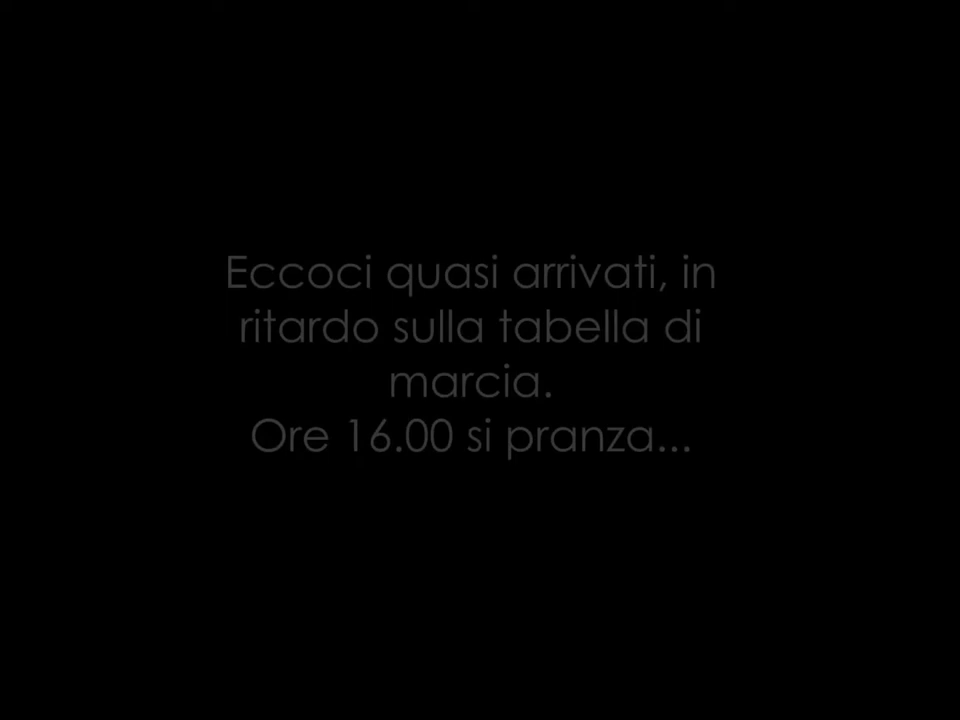 Eccoci quasi arrivati, in
ritardo sulla tabella di
marcia.
Ore 16.00 si pranza...